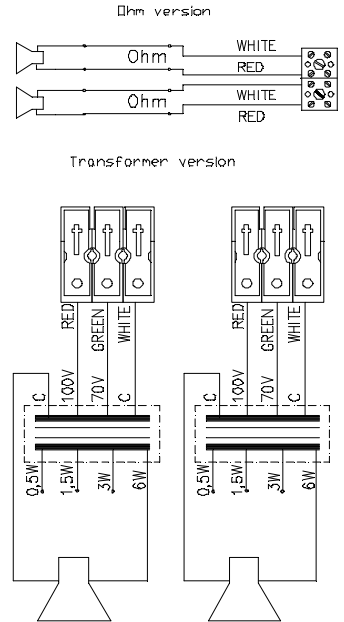 Ohm version
WHITE
Ohm
RED
Ohm
WHITE
RED
Transformer version
RED
GREEN
WHITE
RED
GREEN
WHITE
C
100V
70V
C
C
100V
70V
C
0,5W
1,5W
3W
6W
0,5W
1,5W
3W
6W